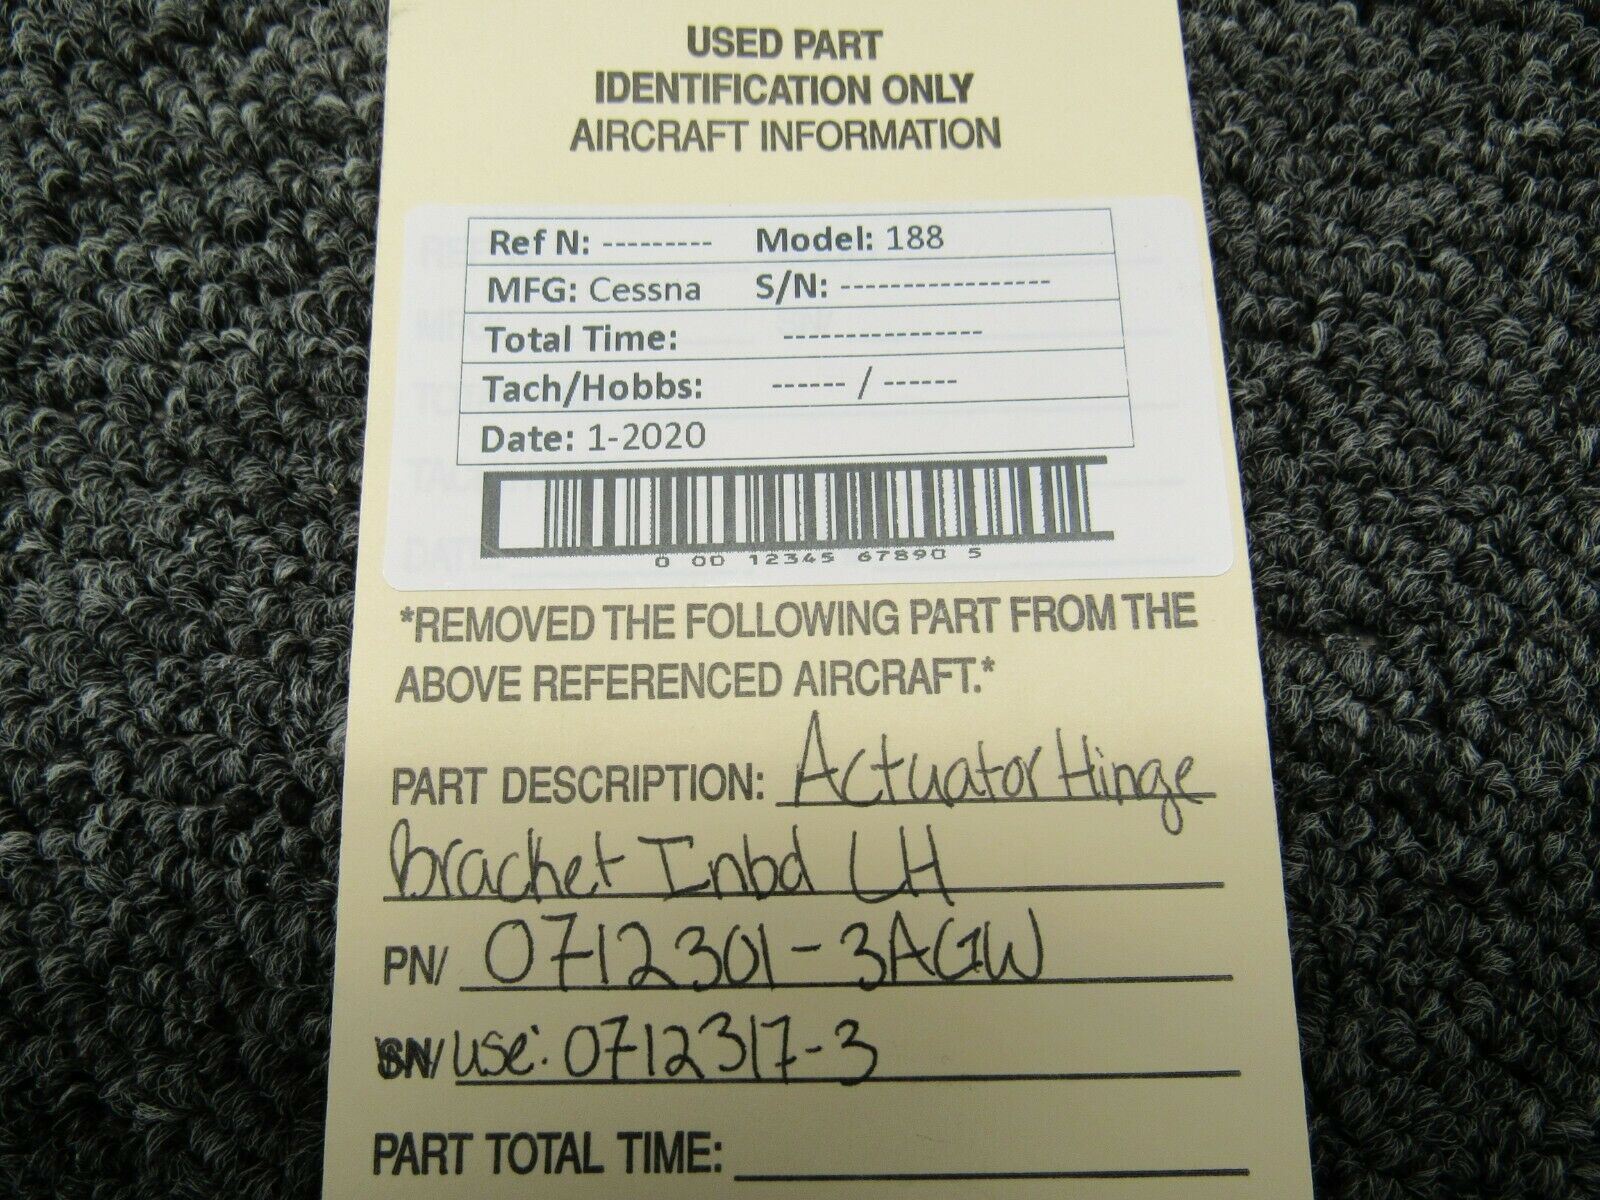 USED PART
IDENTIFICATION ONLY
AIRCRAFT INFORMATION
Ref N: --------- Model: 188
MFG: Cessna S/N: -----------------
Total Time: ----------------
Tach/Hobbs: ------ / ------
Date: 1-2020
0 00 12345 67890 5
*REMOVED THE FOLLOWING PART FROM THE
ABOVE REFERENCED AIRCRAFT.*
PART DESCRIPTION: Actuator Hinge
Bracket Inbd LH
PN/ 0712301-3AGW
SN/ use: 0712317-3
PART TOTAL TIME: